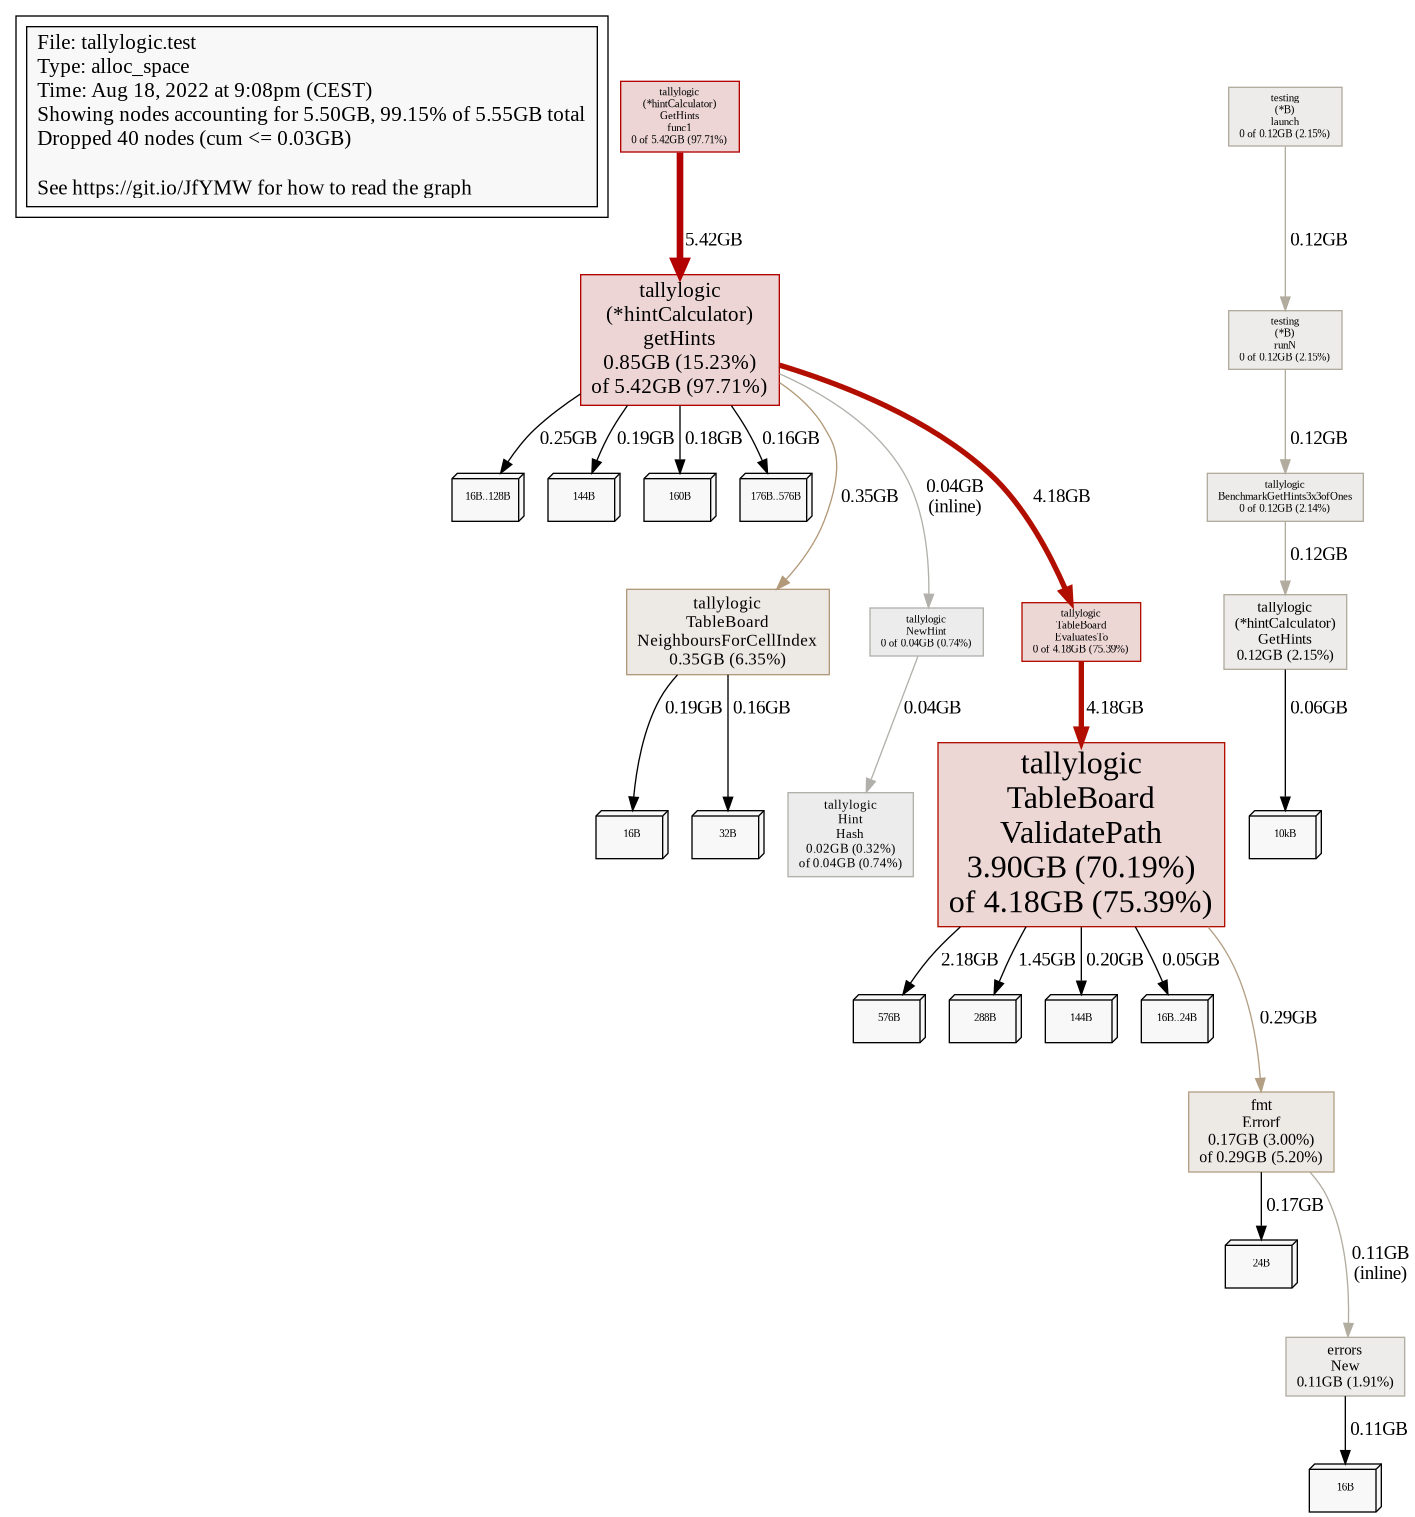 File: tallylogic.test
Type: alloc_space
Time: Aug 18, 2022 at 9:08pm (CEST)
Showing nodes accounting for 5.50GB, 99.15% of 5.55GB total
Dropped 40 nodes (cum <= 0.03GB)
See https://git.io/JfYMW for how to read the graph
tallylogic
(*hintCalculator)
GetHints
func1
0 of 5.42GB (97.71%)
testing
(*B)
launch
0 of 0.12GB (2.15%)
5.42GB
0.12GB
tallylogic
(*hintCalculator)
getHints
0.85GB (15.23%)
of 5.42GB (97.71%)
testing
(*B)
runN
0 of 0.12GB (2.15%)
0.25GB
0.19GB
0.18GB
0.16GB
0.12GB
16B..128B
144B
160B
176B..576B
0.35GB
0.04GB
(inline)
4.18GB
tallylogic
BenchmarkGetHints3x3ofOnes
0 of 0.12GB (2.14%)
0.12GB
tallylogic
TableBoard
NeighboursForCellIndex
0.35GB (6.35%)
tallylogic
NewHint
0 of 0.04GB (0.74%)
tallylogic
TableBoard
EvaluatesTo
0 of 4.18GB (75.39%)
tallylogic
(*hintCalculator)
GetHints
0.12GB (2.15%)
0.19GB
0.16GB
0.04GB
4.18GB
0.06GB
16B
32B
tallylogic
Hint
Hash
0.02GB (0.32%)
of 0.04GB (0.74%)
tallylogic
TableBoard
ValidatePath
3.90GB (70.19%)
of 4.18GB (75.39%)
10kB
2.18GB
1.45GB
0.20GB
0.05GB
576B
288B
144B
16B..24B
0.29GB
fmt
Errorf
0.17GB (3.00%)
of 0.29GB (5.20%)
0.17GB
24B
0.11GB
(inline)
errors
New
0.11GB (1.91%)
0.11GB
16B